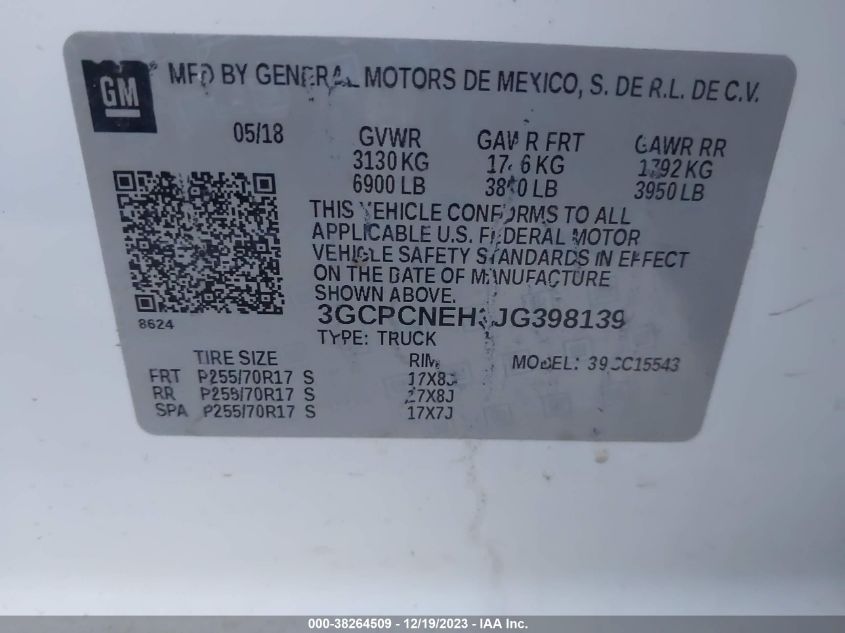 GM
MFD BY GENERAL MOTORS DE MEXICO, S. DE R.L. DE C.V.
05/18 GVWR GAWR FRT GAWR RR
3130 KG 1792 KG
6900 LB 3950 LB
THIS VEHICLE CONFORMS TO ALL
APPLICABLE U.S. FEDERAL MOTOR
VEHICLE SAFETY STANDARDS IN EFFECT
ON THE DATE OF MANUFACTURE
SHOWN ABOVE.
8624
TYPE: TRUCK
TIRE SIZE RIM MODEL:
FRT P255/70R17 S 17X8J
RR P255/70R17 S 17X8J
SPA P255/70R17 S 17X7J
000-38264509 - 12/19/2023 - IAA Inc.